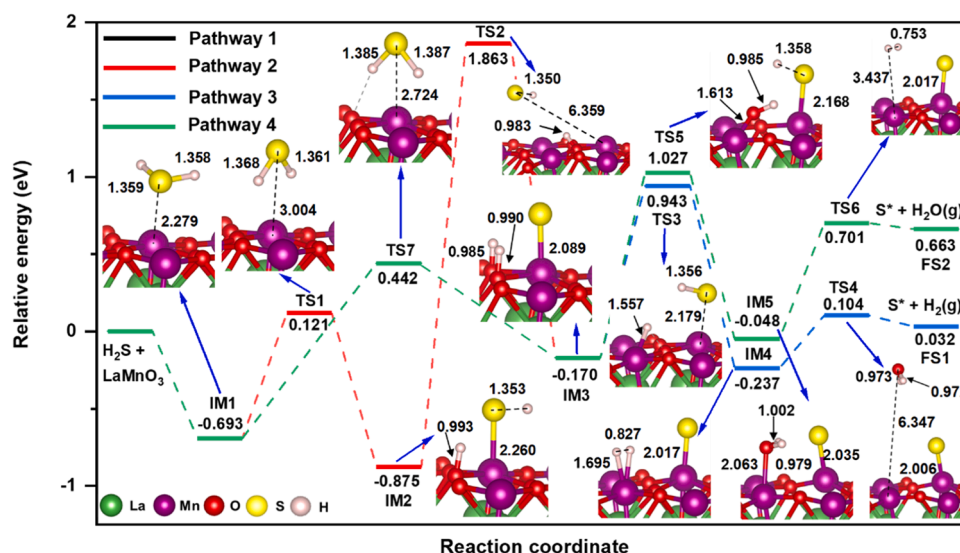 2
1
0
-1
Relative energy (eV)
Reaction coordinate
Pathway 1
Pathway 2
Pathway 3
Pathway 4
H₂S +
LaMnO₃
IM1
-0.693
TS1
0.121
TS7
0.442
-0.875
IM2
TS2
1.863
-0.170
IM3
TS5
1.027
0.943
TS3
IM5
-0.048
IM4
-0.237
TS6
0.701
TS4
0.104
S* + H₂O(g)
0.663
FS2
S* + H₂(g)
0.032
FS1
1.359
1.358
2.279
1.368
1.361
3.004
1.385
1.387
2.724
1.350
6.359
0.983
0.990
0.985
2.089
0.993
1.353
2.260
1.358
0.985
1.613
2.168
1.356
1.557
2.179
0.753
3.437
2.017
0.827
1.695
2.017
1.002
2.063
0.979
2.035
0.973
0.97
6.347
2.006
La Mn O S H